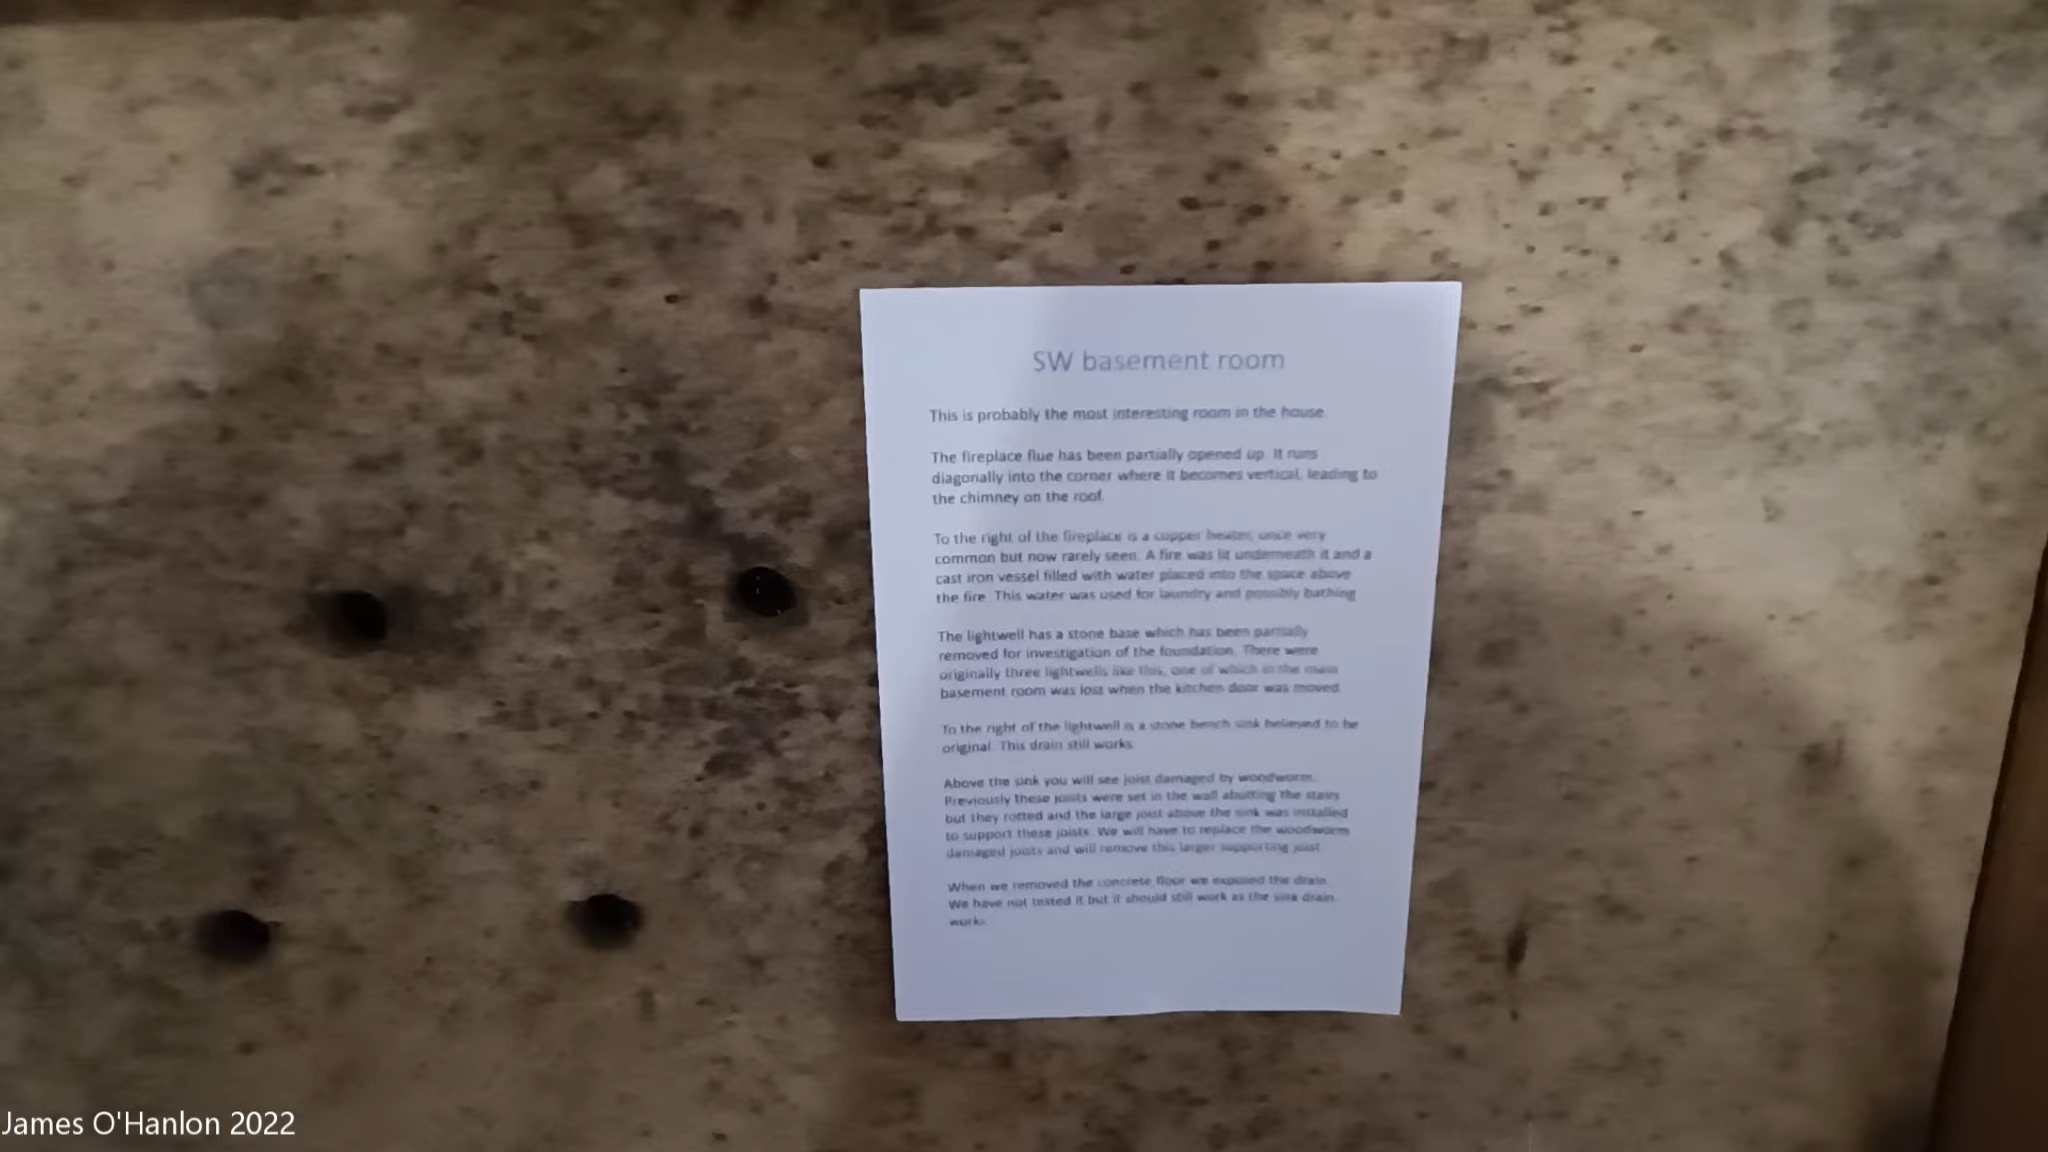 SW basement room
This is probably the most interesting room in the house
The fireplace flue has been partially opened up. It runs
diagonally into the corner where it becomes vertical, leading to
the chimney on the roof.
To the right of the fireplace is a copper heater, once very
common but now rarely seen. A fire was lit underneath it and a
cast iron vessel filled with water placed into the space above
the fire. This water was used for laundry and possibly bathing
The lightwell has a stone base which has been partially
removed for investigation of the foundation. There were
originally three lightwells like this, one of which in the main
basement room was lost when the kitchen door was moved
To the right of the lightwell is a stone bench sink believed to be
original. This drain still works.
Above the sink you will see joist damaged by woodworm.
Previously these joists were set in the wall abutting the stairs
but they rotted and the large joist above the sink was installed
to support these joists. We will have to replace the woodworm
damaged joists and will remove this larger supporting joist.
When we removed the concrete floor we exposed the drain.
We have not tested it but it should still work as the sink drain
works
James O'Hanlon 2022